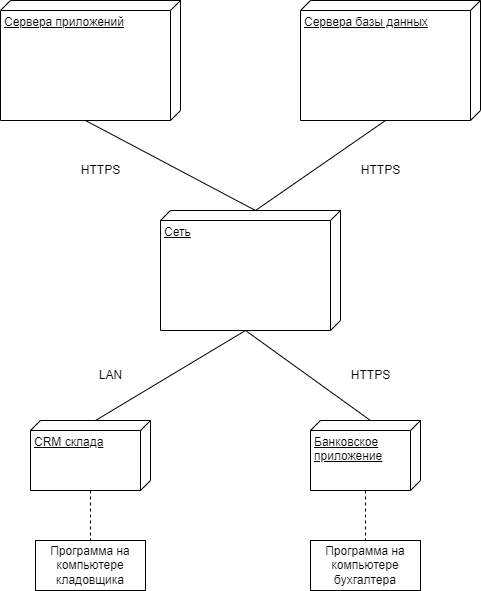 Сервера приложений
Сервера базы данных
HTTPS
HTTPS
Сеть
LAN
HTTPS
CRM склада
Банковское
приложение
Программа на
компьютере
кладовщика
Программа на
компьютере
бухгалтера